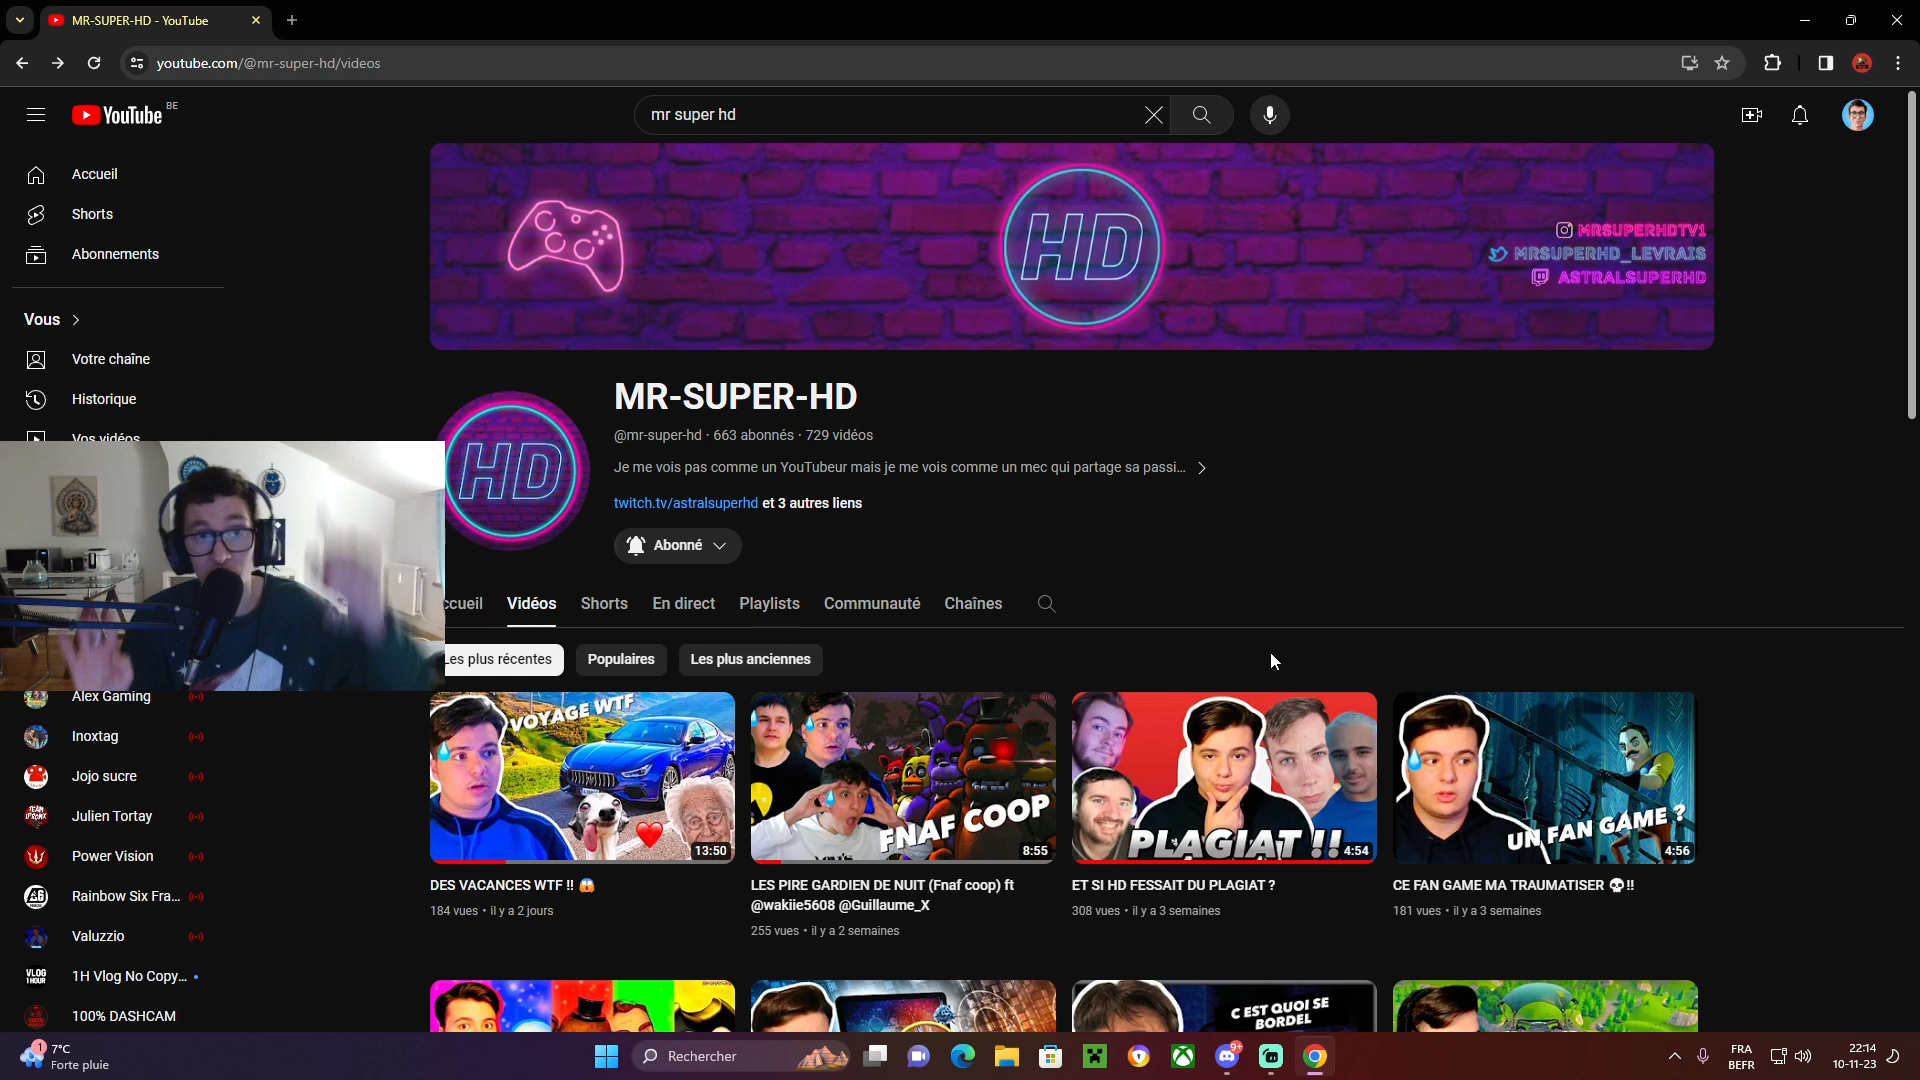 MR-SUPER-HD - YouTube
youtube.com/@mr-super-hd/videos
YouTube BE
mr super hd
Accueil
Shorts
Abonnements
Vous
Votre chaîne
Historique
Vos vidéos
HD
MRSUPERHDTV1
MRSUPERHD_LEVRAIS
ASTRALSUPERHD
HD
MR-SUPER-HD
@mr-super-hd · 663 abonnés · 729 vidéos
Je me vois pas comme un YouTubeur mais je me vois comme un mec qui partage sa passi...
twitch.tv/astralsuperhd et 3 autres liens
Abonné
ccueil Vidéos Shorts En direct Playlists Communauté Chaînes
Les plus récentes Populaires Les plus anciennes
Alex Gaming
Inoxtag
Jojo sucre
Julien Tortay
Power Vision
Rainbow Six Fra...
Valuzzio
1H Vlog No Copy...
100% DASHCAM
VLOG
1 HOUR
VOYAGE WTF
13:50
DES VACANCES WTF !! 😱
184 vues • il y a 2 jours
FNAF COOP
8:55
LES PIRE GARDIEN DE NUIT (Fnaf coop) ft
@wakiie5608 @Guillaume_X
255 vues • il y a 2 semaines
PLAGIAT !!
4:54
ET SI HD FESSAIT DU PLAGIAT ?
308 vues • il y a 3 semaines
UN FAN GAME ?
4:56
CE FAN GAME MA TRAUMATISER 💀!!
181 vues • il y a 3 semaines
C EST QUOI SE
BORDEL
1
7°C
Forte pluie
Rechercher
9+
FRA
BEFR
22:14
10-11-23